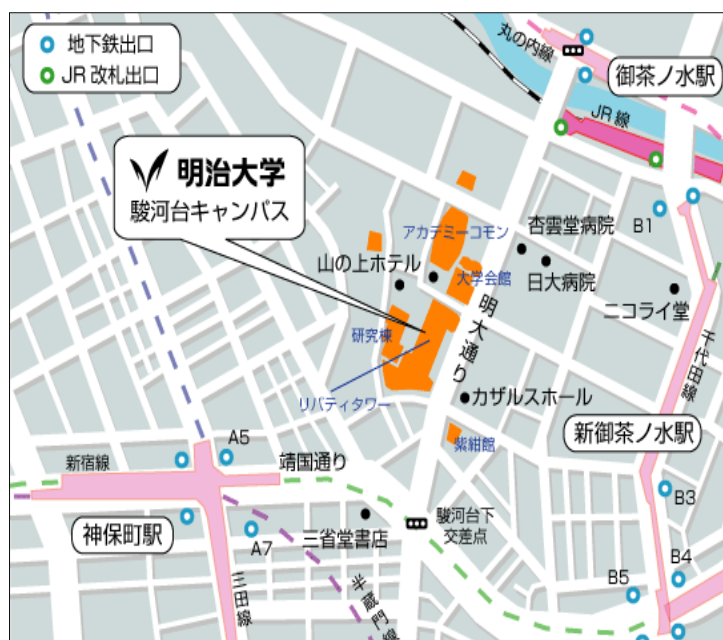 地下鉄出口
JR改札出口
丸の内線
御茶ノ水駅
JR線
明治大学
駿河台キャンパス
アカデミーコモン
杏雲堂病院
B1
山の上ホテル
大学会館
日大病院
ニコライ堂
明大通り
研究棟
千代田線
リバティタワー
カザルスホール
紫紺館
新御茶ノ水駅
A5
新宿線
靖国通り
B3
神保町駅
A7
三省堂書店
駿河台下
交差点
B4
B5
三田線
半蔵門線